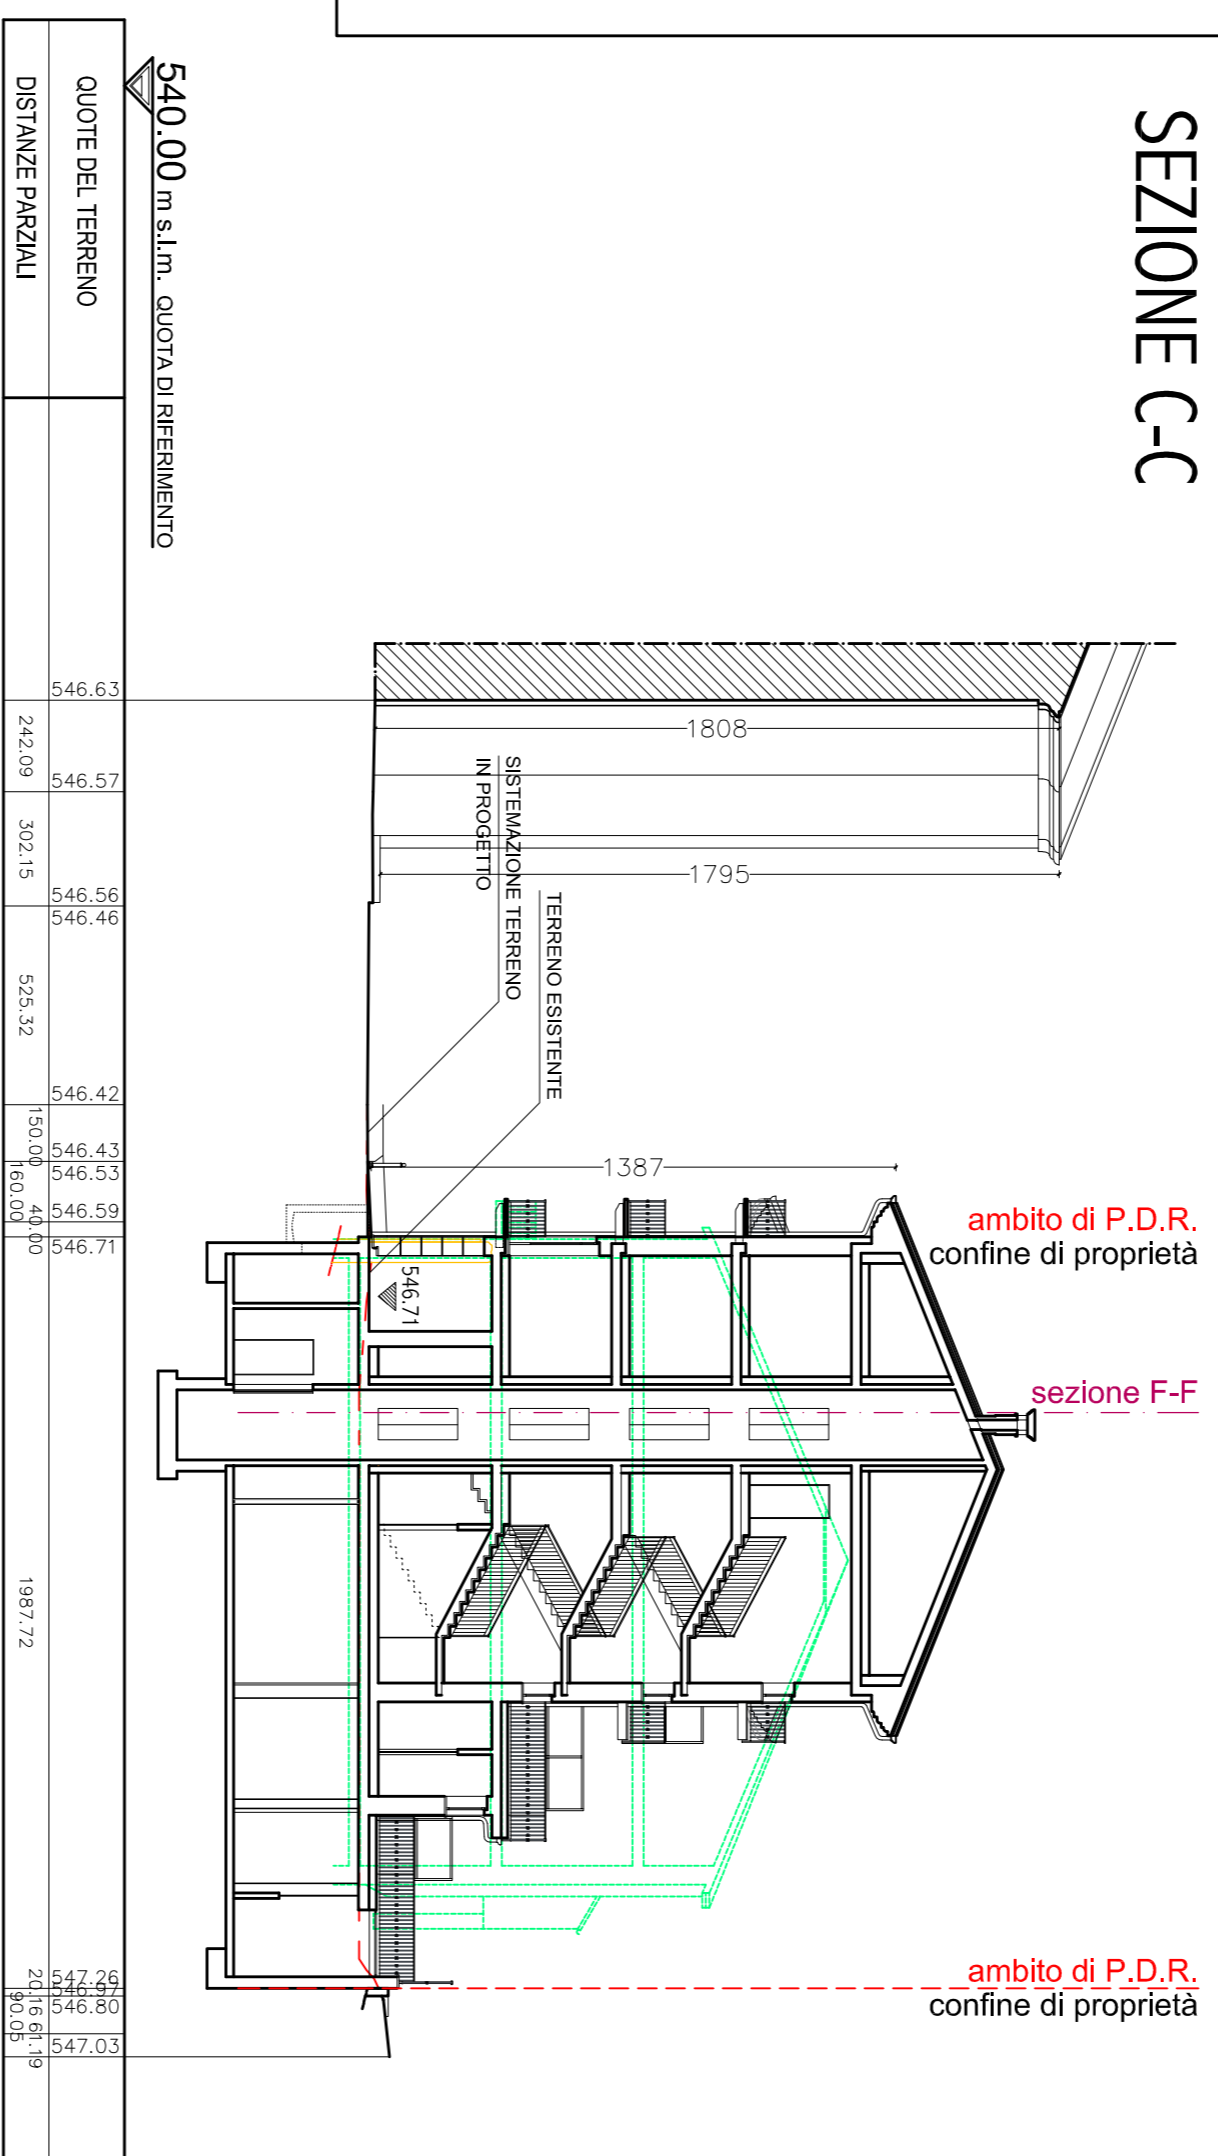 SEZIONE C-C
540.00 m s.l.m. QUOTA DI RIFERIMENTO
QUOTE DEL TERRENO
DISTANZE PARZIALI
546.63
546.57
546.56
546.46
546.42
546.43
546.53
546.59
546.71
547.26
546.97
546.80
547.03
242.09
302.15
525.32
150.00
160.00
40.00
1987.72
20.16
61.19
90.05
1808
1795
1387
SISTEMAZIONE TERRENO
IN PROGETTO
TERRENO ESISTENTE
546.71
ambito di P.D.R.
confine di proprietà
sezione F-F
ambito di P.D.R.
confine di proprietà